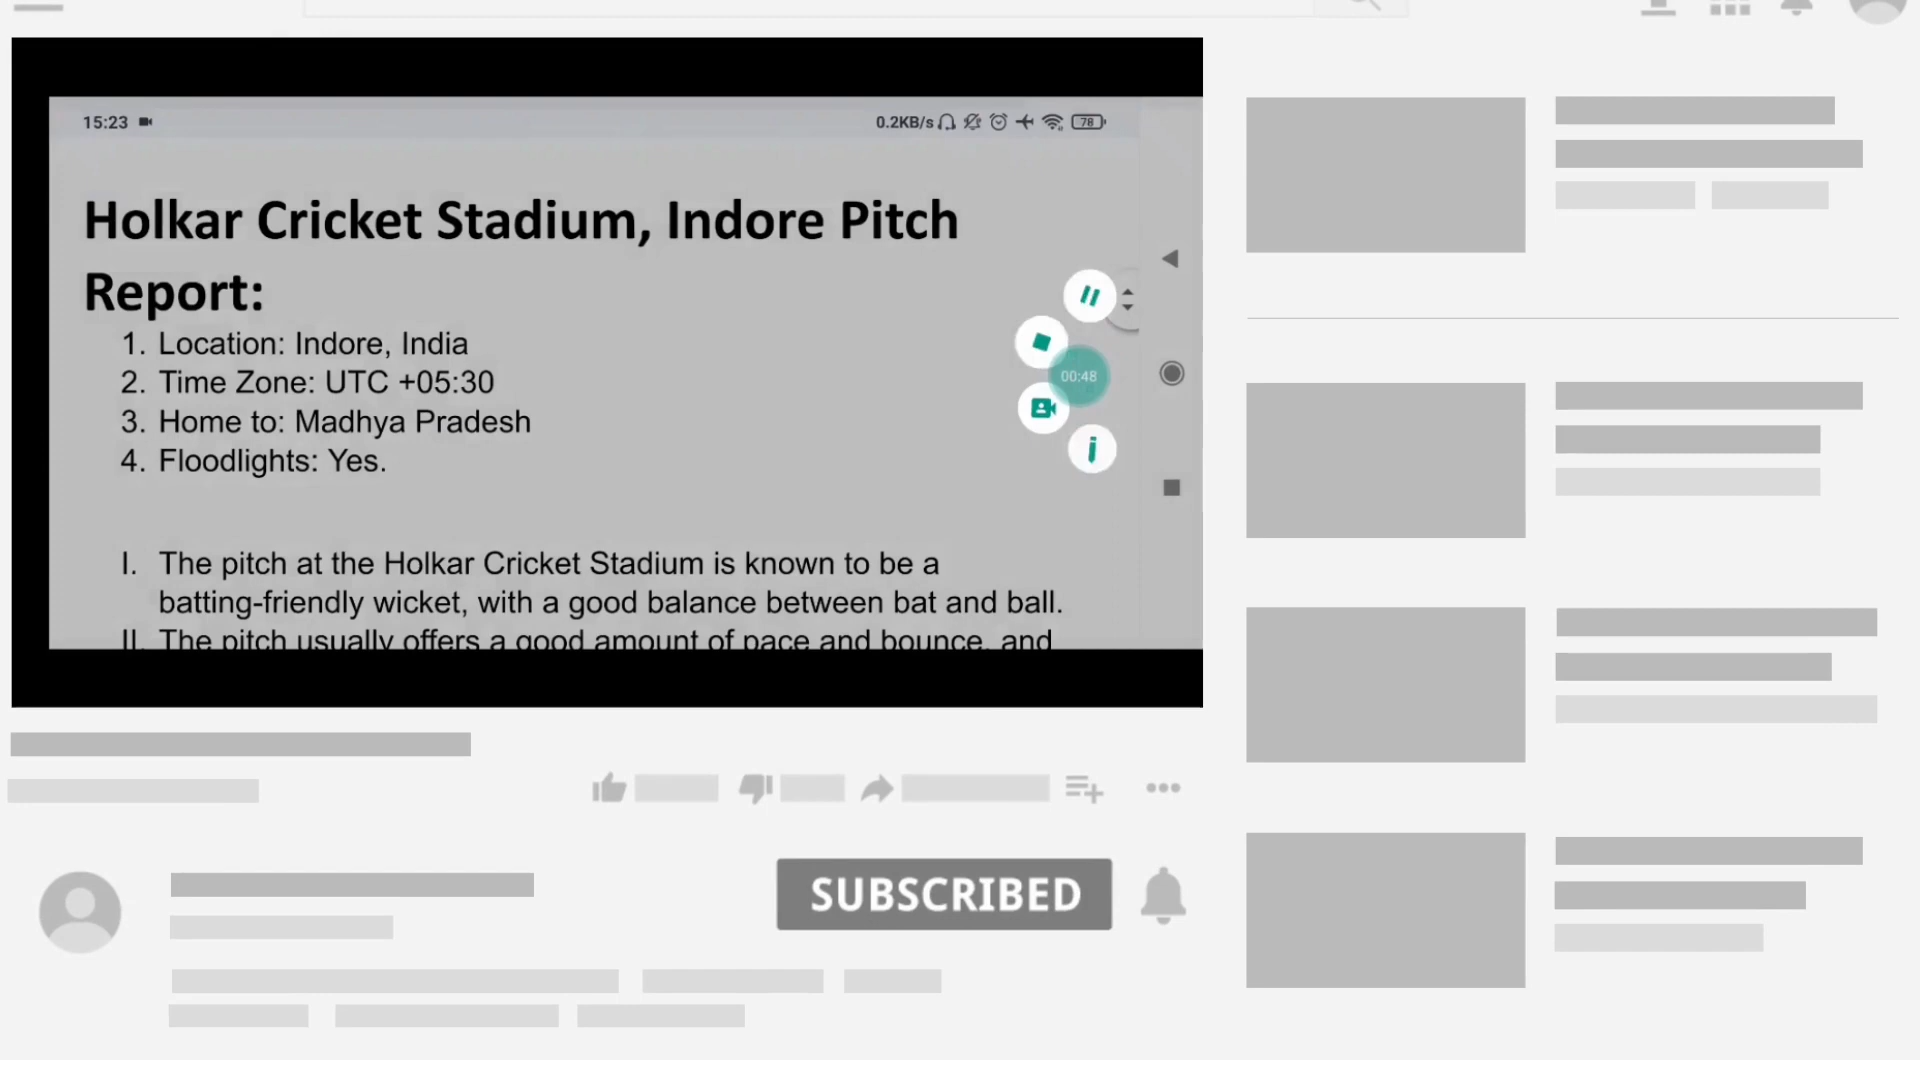 15:23
0.2KB/s
78
Holkar Cricket Stadium, Indore Pitch
Report:
1. Location: Indore, India
2. Time Zone: UTC +05:30
3. Home to: Madhya Pradesh
4. Floodlights: Yes.
00:48
I. The pitch at the Holkar Cricket Stadium is known to be a
batting-friendly wicket, with a good balance between bat and ball.
II. The pitch usually offers a good amount of pace and bounce, and
SUBSCRIBED